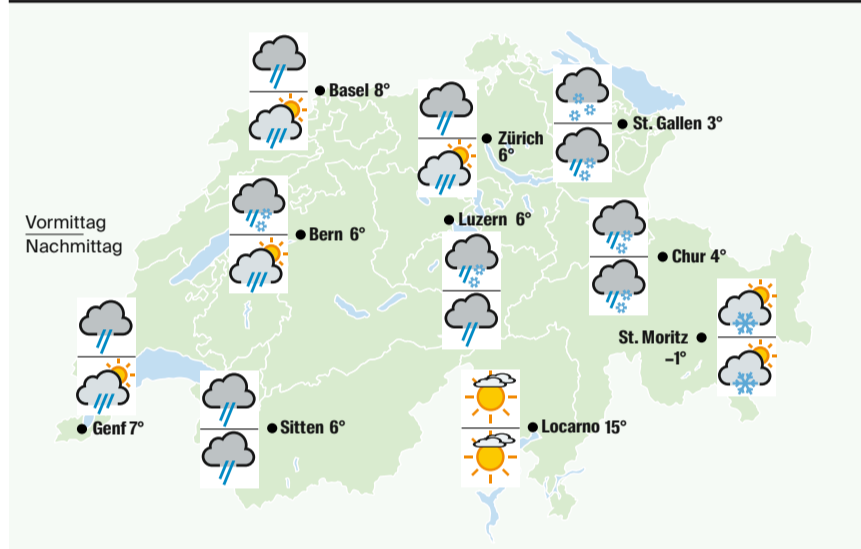 Basel 8°
Zürich
6°
St. Gallen 3°
Vormittag
Nachmittag
Bern 6°
Luzern 6°
Chur 4°
St. Moritz
–1°
Genf 7°
Sitten 6°
Locarno 15°